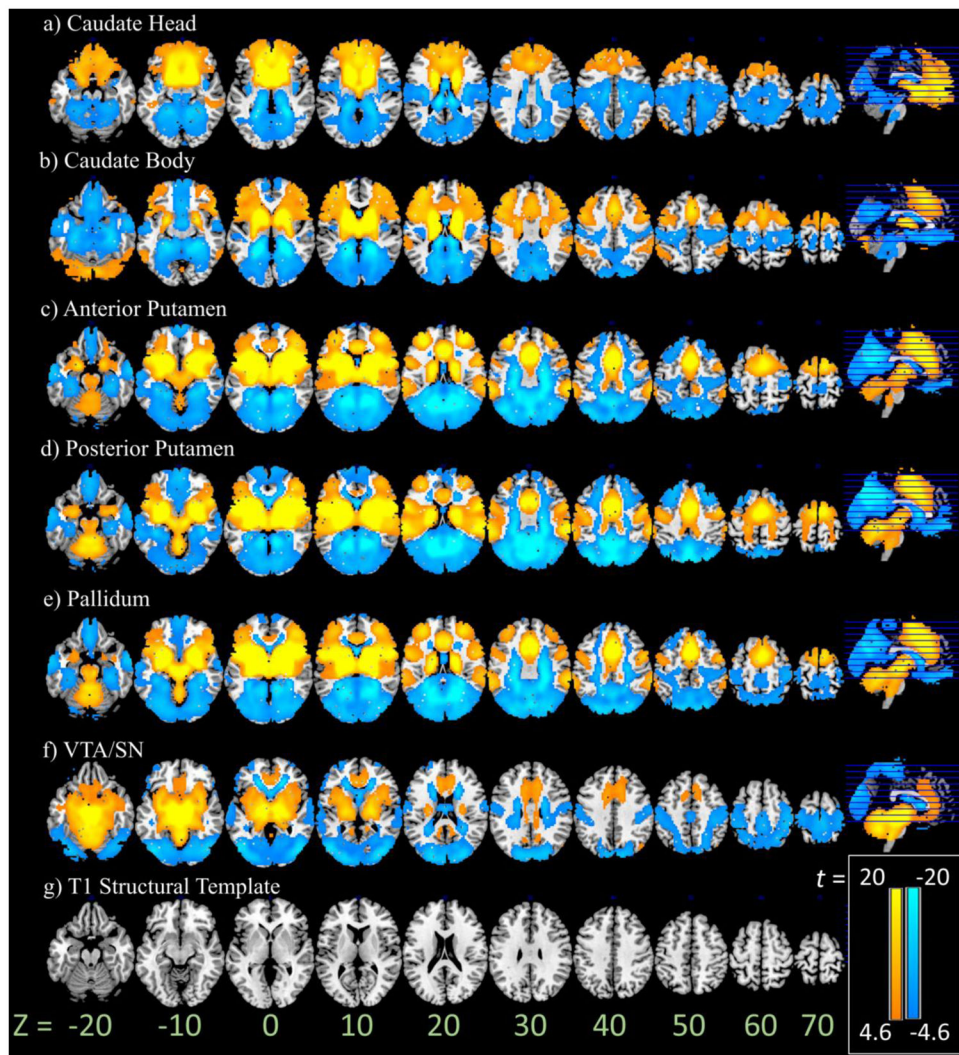 a) Caudate Head
b) Caudate Body
c) Anterior Putamen
d) Posterior Putamen
e) Pallidum
f) VTA/SN
g) T1 Structural Template
t =
20 -20
4.6 -4.6
Z = -20 -10 0 10 20 30 40 50 60 70